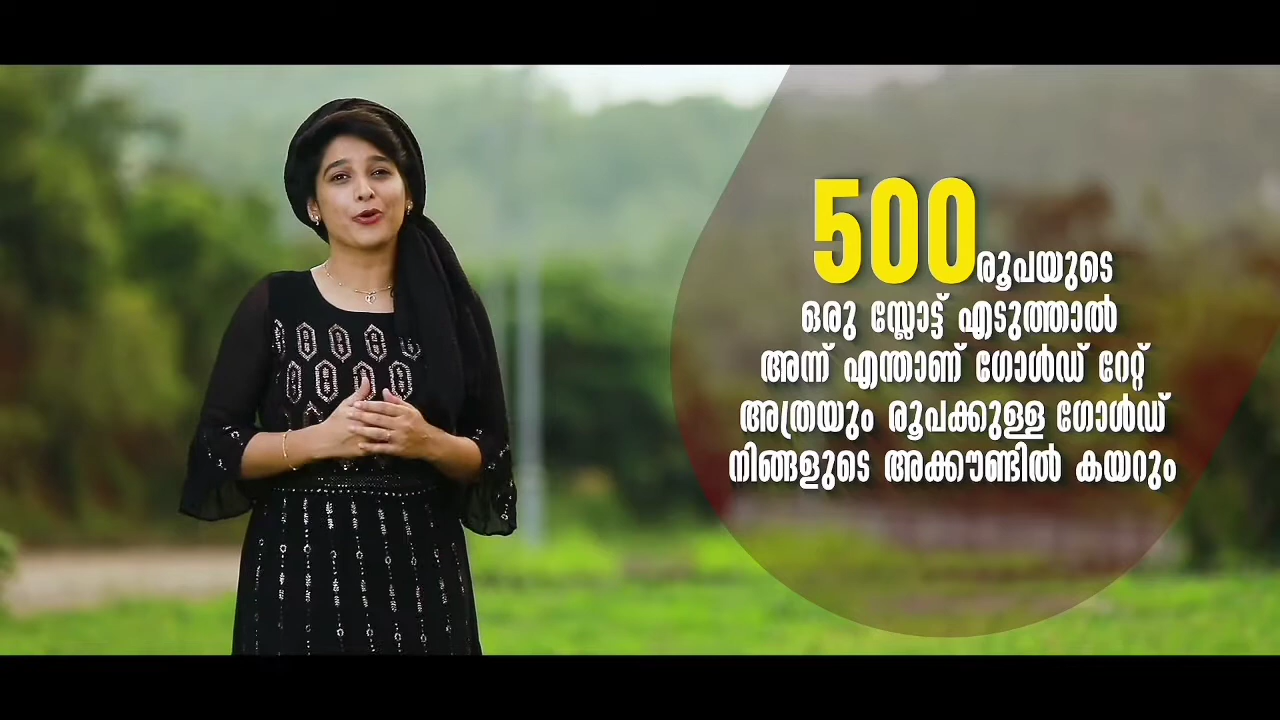 500രൂപയുടെ
ഒരു സ്ലോട്ട് എടുത്താൽ
അന്ന് എന്താണ് ഗോൾഡ് റേറ്റ്
അത്രയും രൂപക്കുള്ള ഗോൾഡ്
നിങ്ങളുടെ അക്കൗണ്ടിൽ കയറും